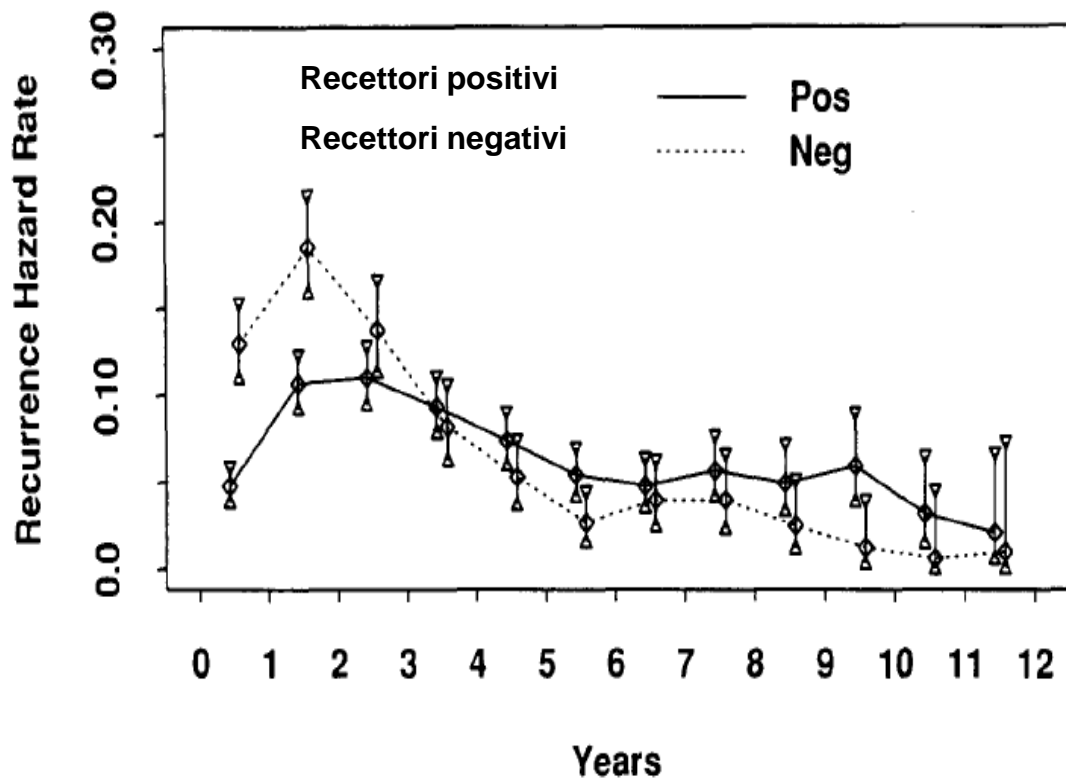 Recurrence Hazard Rate
0.30
0.20
0.10
0.0
Recettori positivi
Recettori negativi
Pos
Neg
0 1 2 3 4 5 6 7 8 9 10 11 12
Years